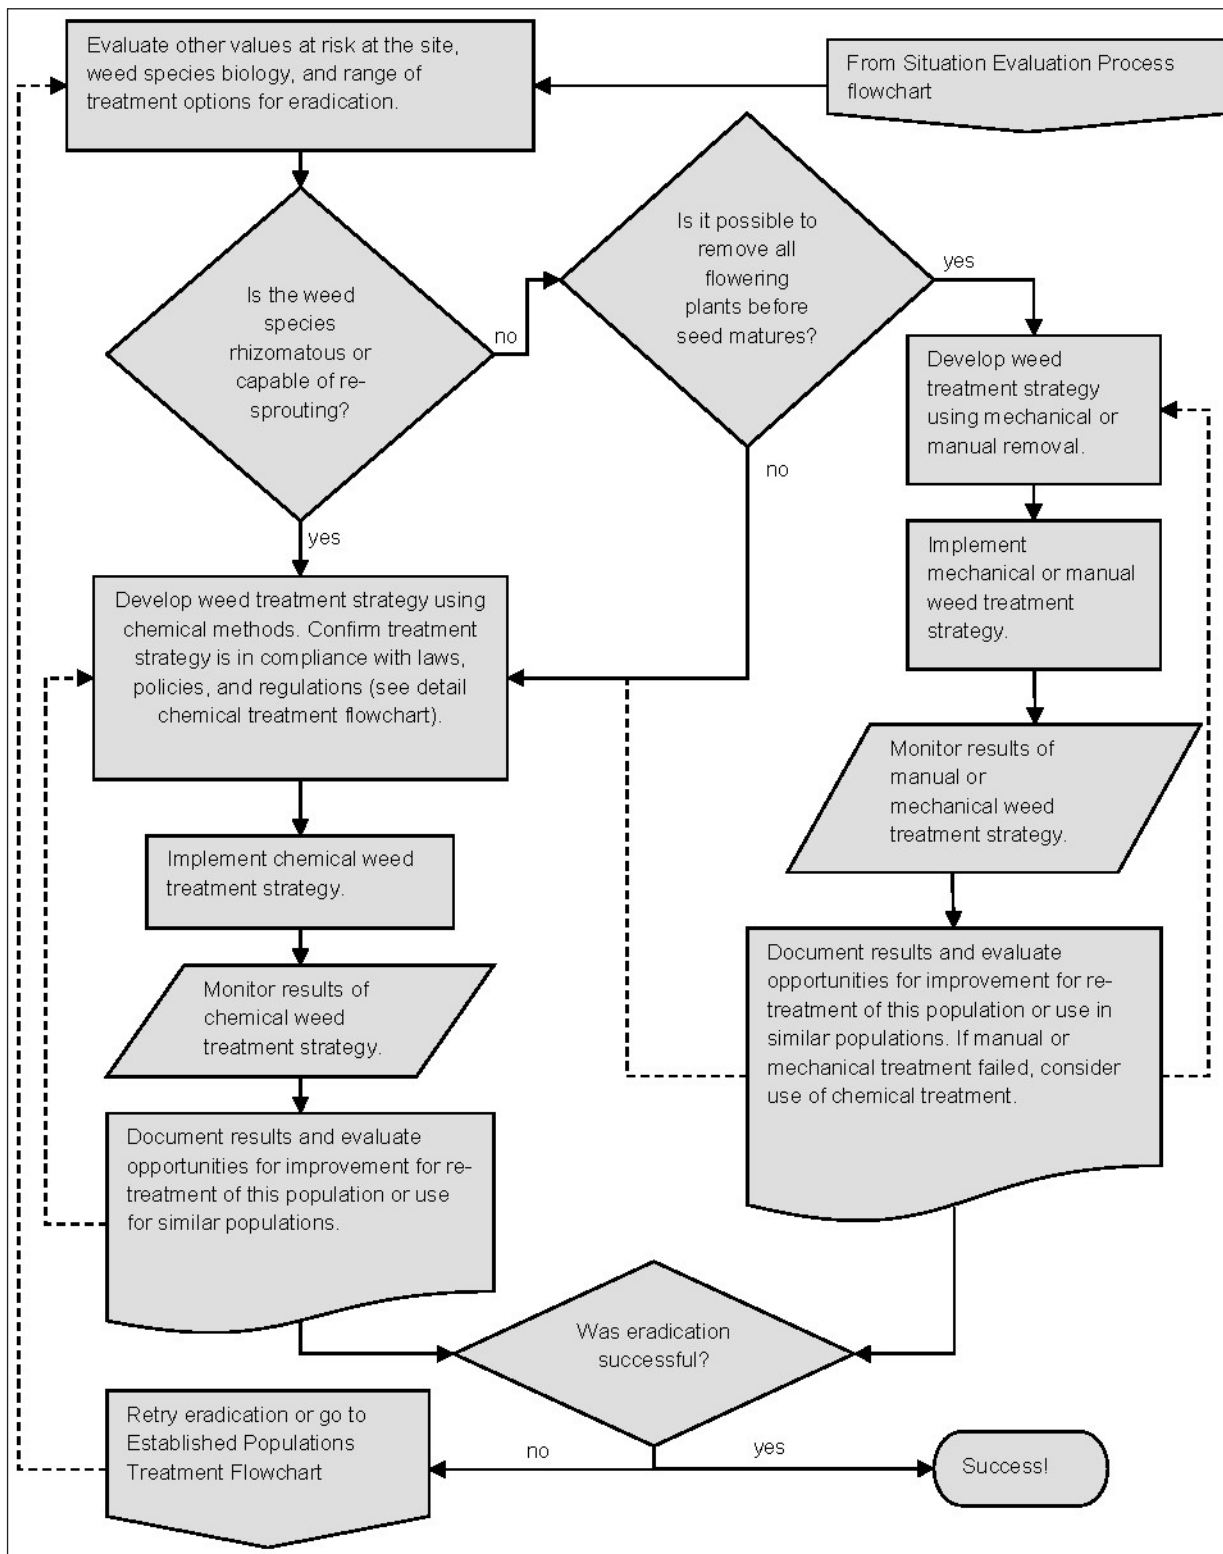 Evaluate other values at risk at the site,
weed species biology, and range of
treatment options for eradication.
From Situation Evaluation Process
flowchart
Is it possible to
remove all
flowering
plants before
seed matures?
yes
Is the weed
species
rhizomatous or
capable of re-
sprouting?
no
Develop weed
treatment strategy
using mechanical or
manual removal.
no
yes
Implement
mechanical or manual
weed treatment
strategy.
Develop weed treatment strategy using
chemical methods. Confirm treatment
strategy is in compliance with laws,
policies, and regulations (see detail
chemical treatment flowchart).
Monitor results of
manual or
mechanical weed
treatment strategy.
Implement chemical weed
treatment strategy.
Document results and evaluate
opportunities for improvement for re-
treatment of this population or use in
similar populations. If manual or
mechanical treatment failed, consider
use of chemical treatment.
Monitor results of
chemical weed
treatment strategy.
Document results and evaluate
opportunities for improvement for re-
treatment of this population or use
for similar populations.
Was eradication
successful?
Retry eradication or go to
Established Populations
Treatment Flowchart
no
yes
Success!